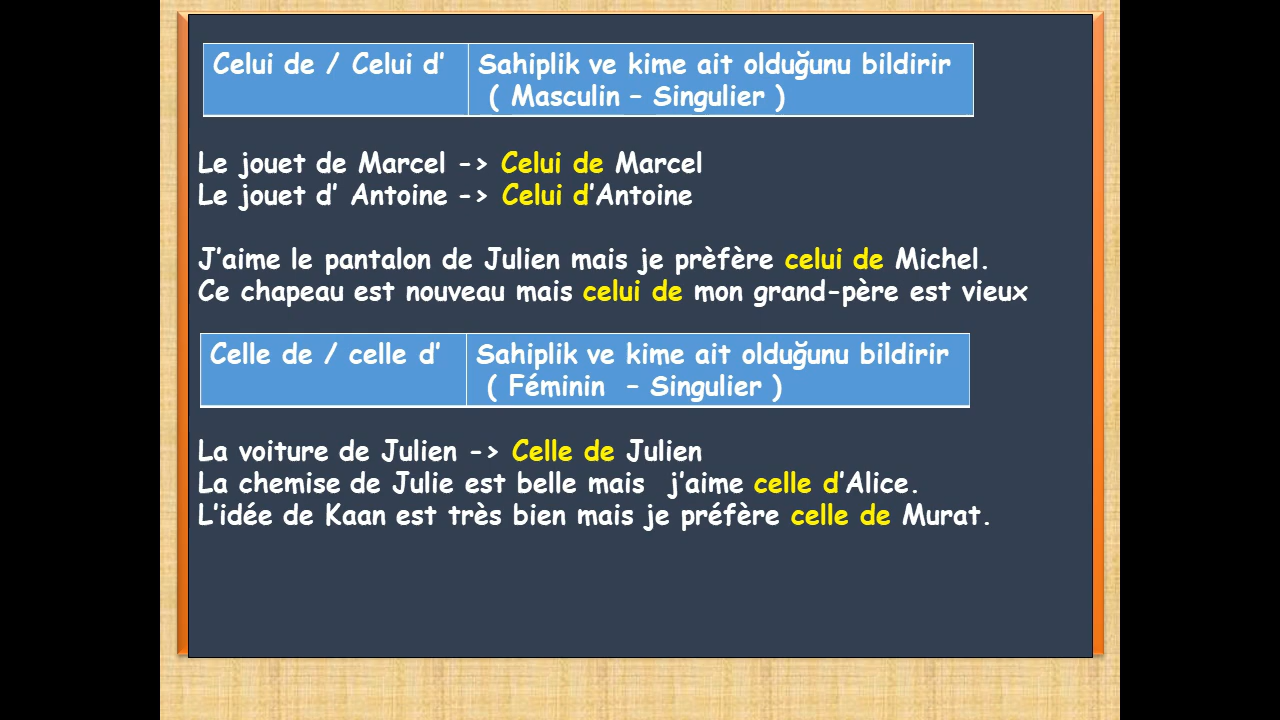 Celui de / Celui d’
Sahiplik ve kime ait olduğunu bildirir
( Masculin – Singulier )
Le jouet de Marcel -> Celui de Marcel
Le jouet d’ Antoine -> Celui d’Antoine
J’aime le pantalon de Julien mais je prèfère celui de Michel.
Ce chapeau est nouveau mais celui de mon grand-père est vieux
Celle de / celle d’
Sahiplik ve kime ait olduğunu bildirir
( Féminin – Singulier )
La voiture de Julien -> Celle de Julien
La chemise de Julie est belle mais j’aime celle d’Alice.
L’idée de Kaan est très bien mais je préfère celle de Murat.